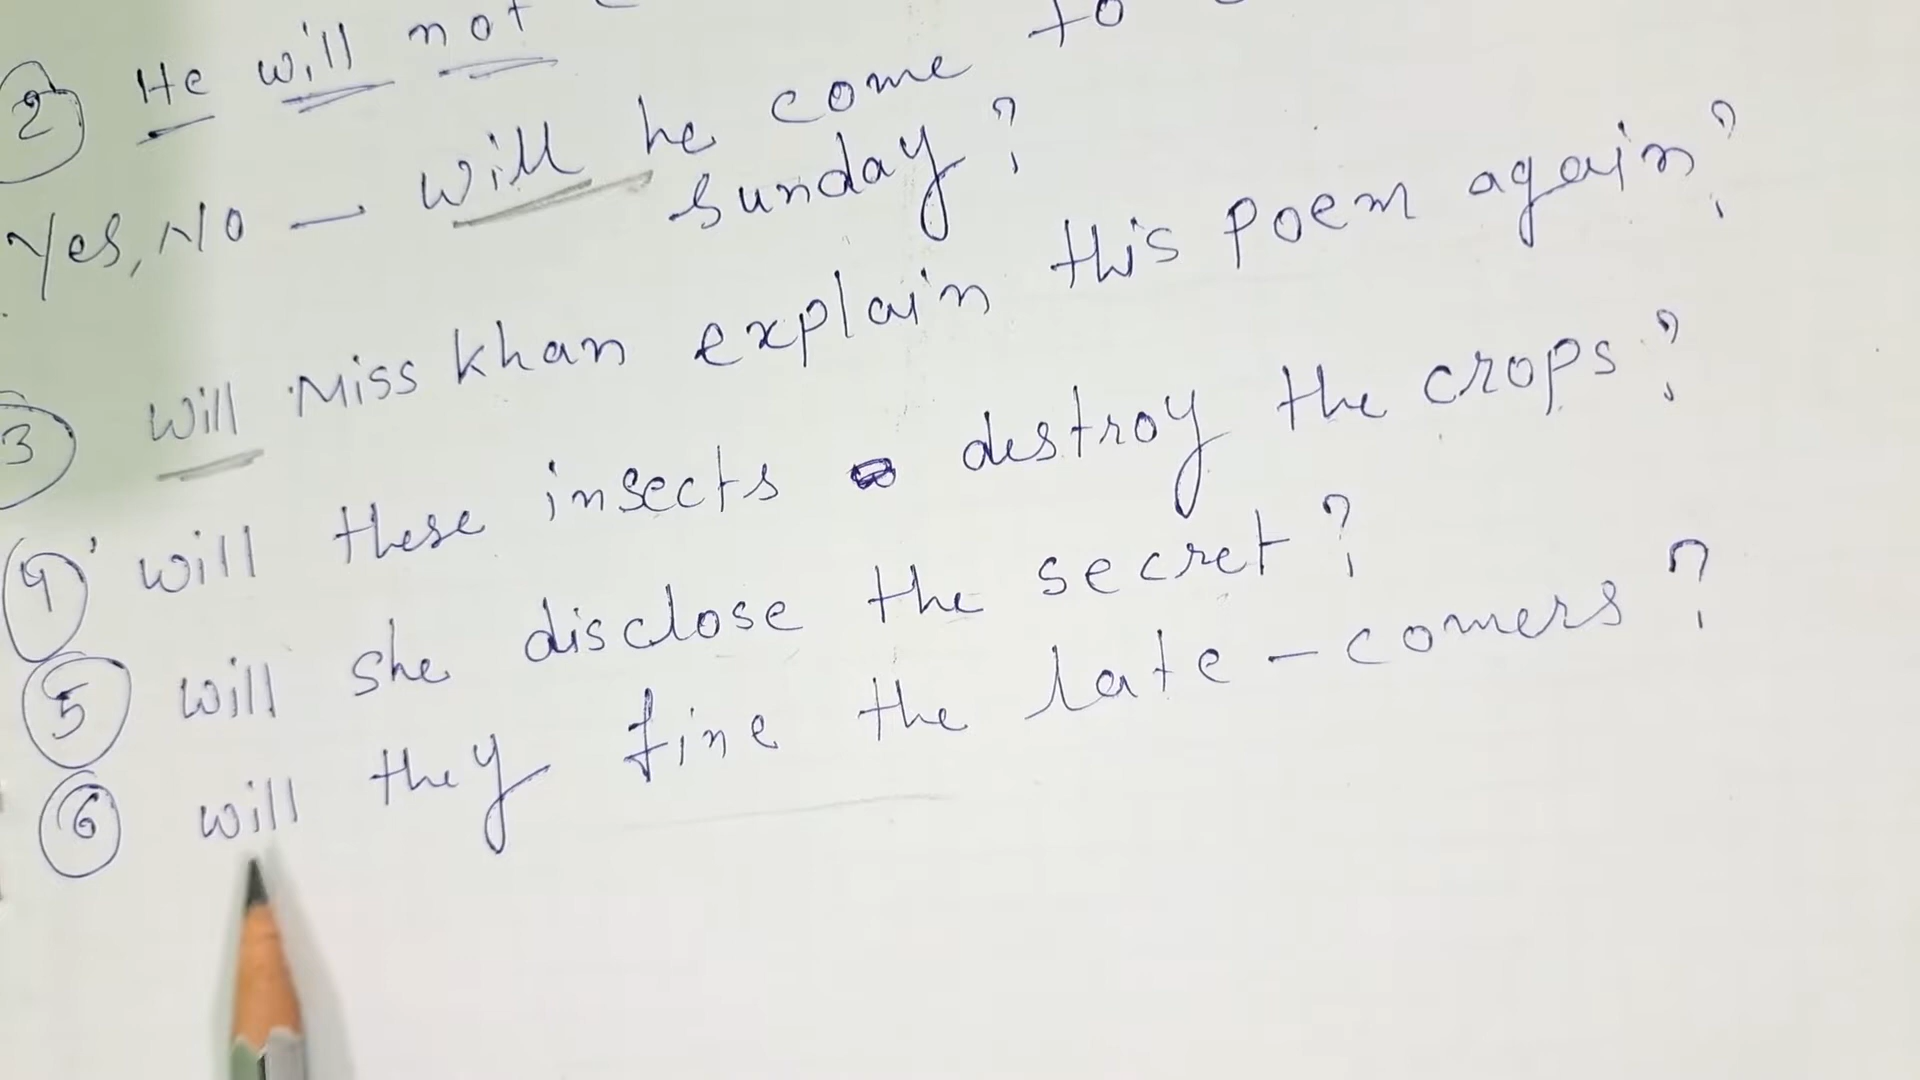 ② He will not
Yes, No — Will he come to
Sunday?
③ Will Miss Khan explain this poem again?
④ Will these insects destroy the crops?
⑤ Will she disclose the secret?
⑥ Will they fine the late-comers?